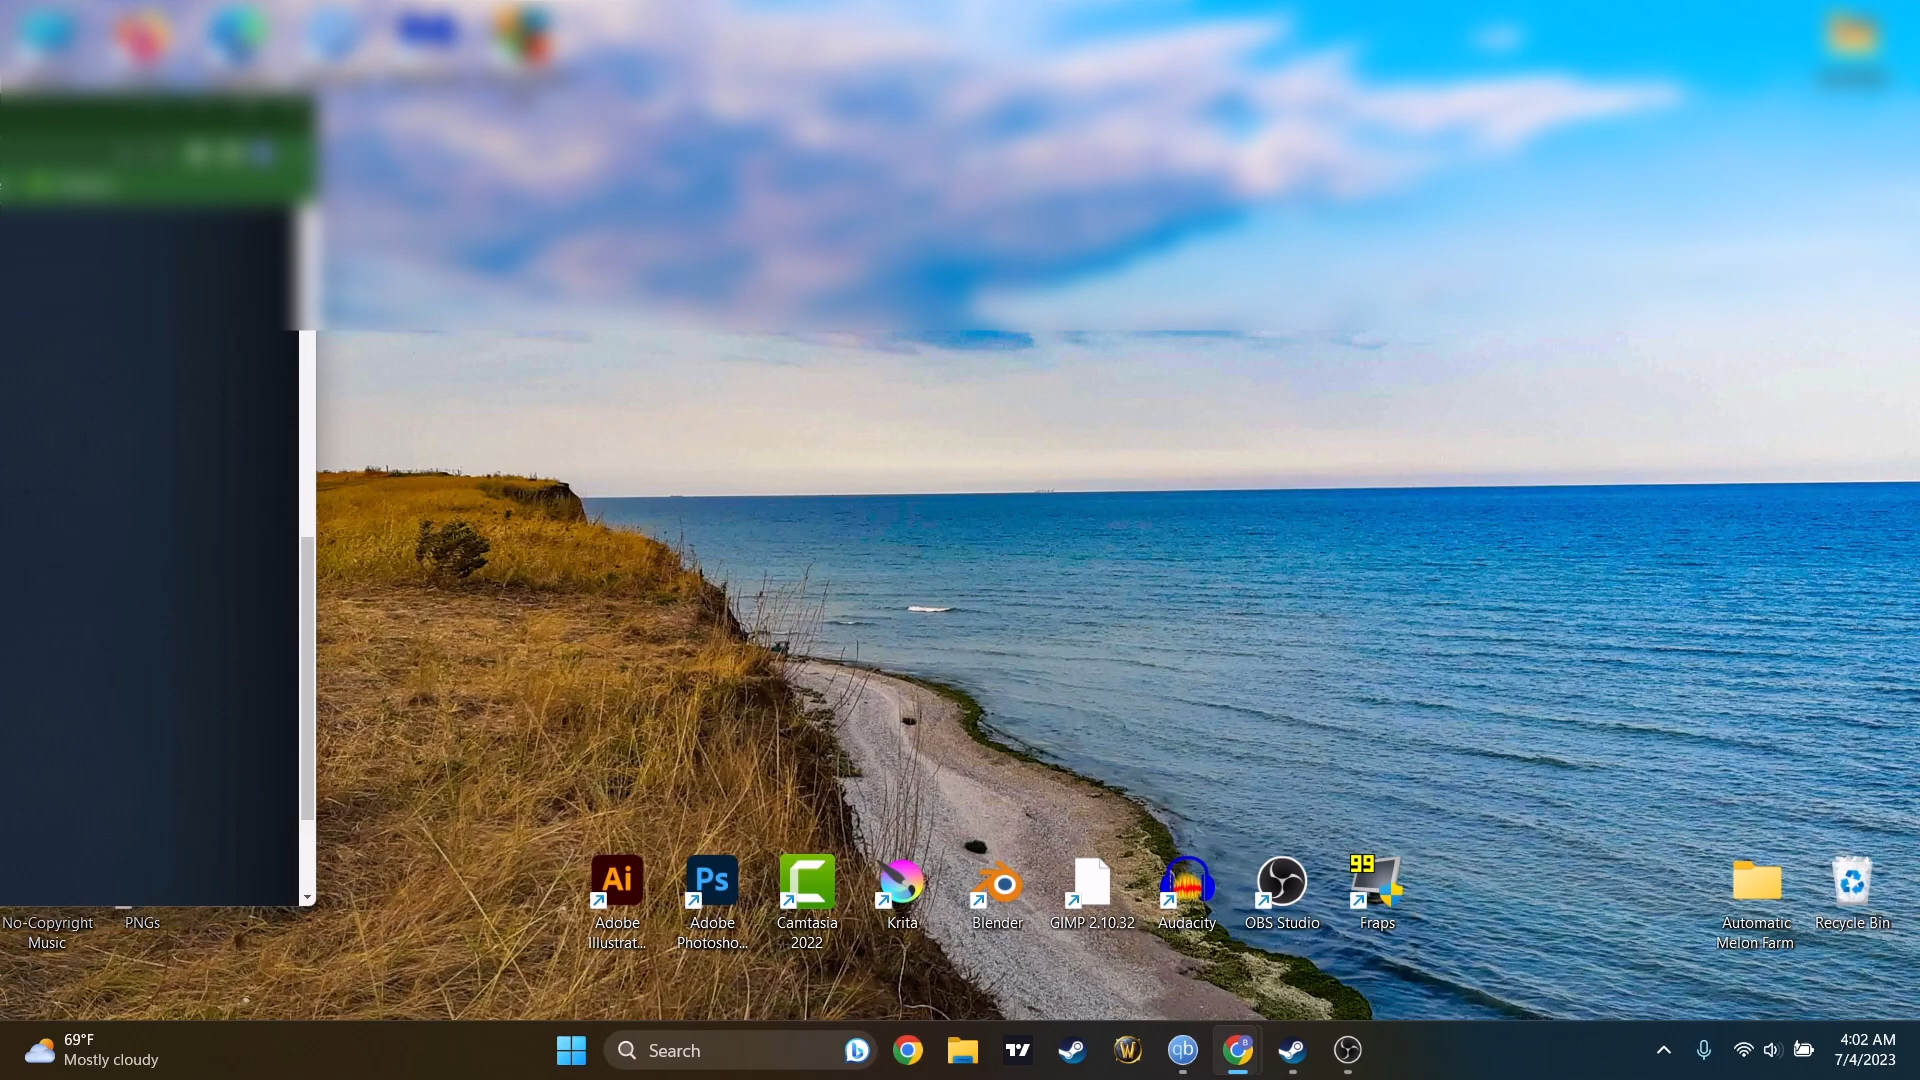 No-Copyright
Music
PNGs
Ai
Adobe
Illustrat...
Ps
Adobe
Photosho...
Camtasia
2022
Krita
Blender
GIMP 2.10.32
Audacity
OBS Studio
99
Fraps
Automatic
Melon Farm
Recycle Bin
69°F
Mostly cloudy
Search
qb
B
4:02 AM
7/4/2023